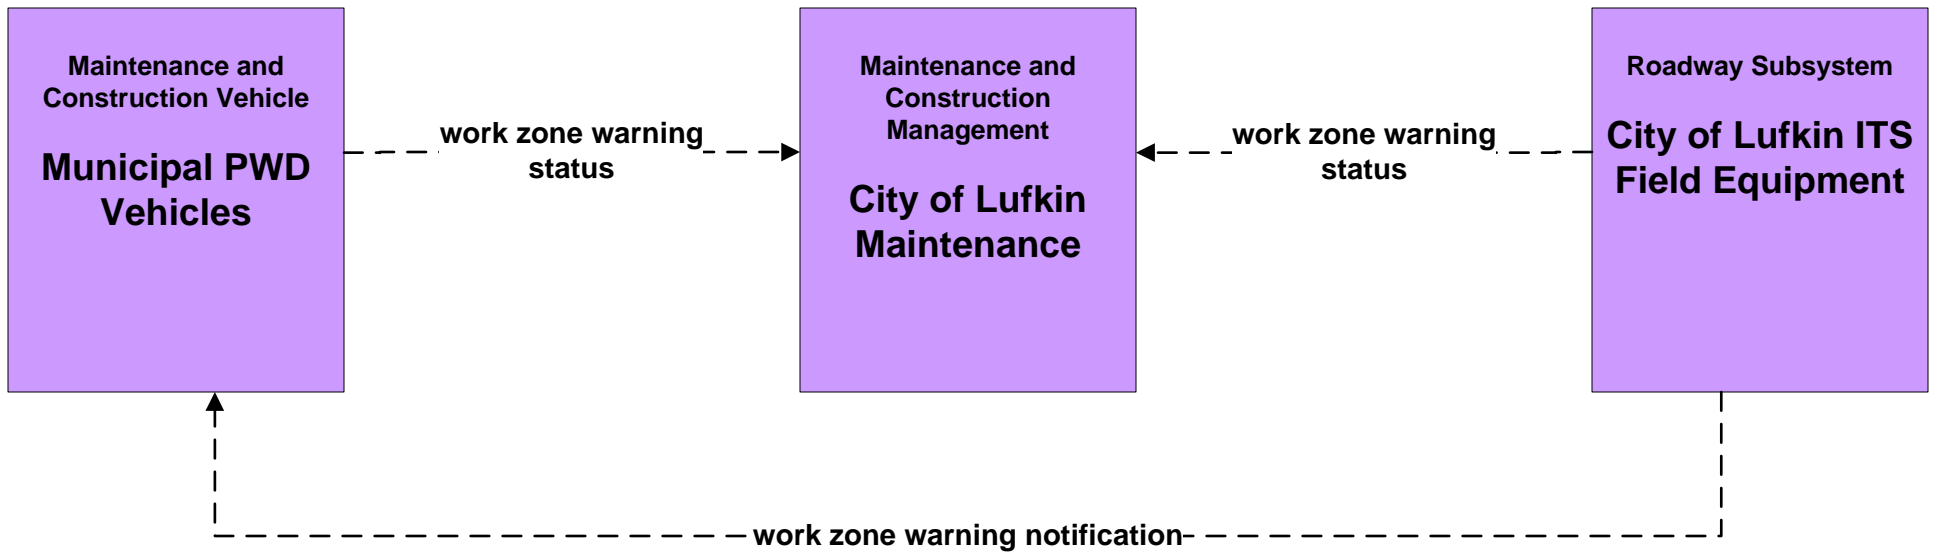 Maintenance and
Construction Vehicle
Municipal PWD
Vehicles
work zone warning
status
Maintenance and
Construction
Management
City of Lufkin
Maintenance
work zone warning
status
Roadway Subsystem
City of Lufkin ITS
Field Equipment
work zone warning notification